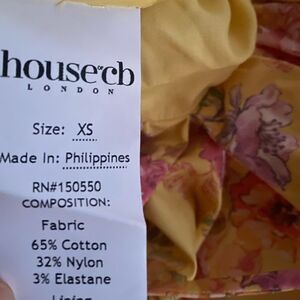 house OF cb
LONDON
Size: XS
Made In: Philippines
RN#150550
COMPOSITION:
Fabric
65% Cotton
32% Nylon
3% Elastane
Lining